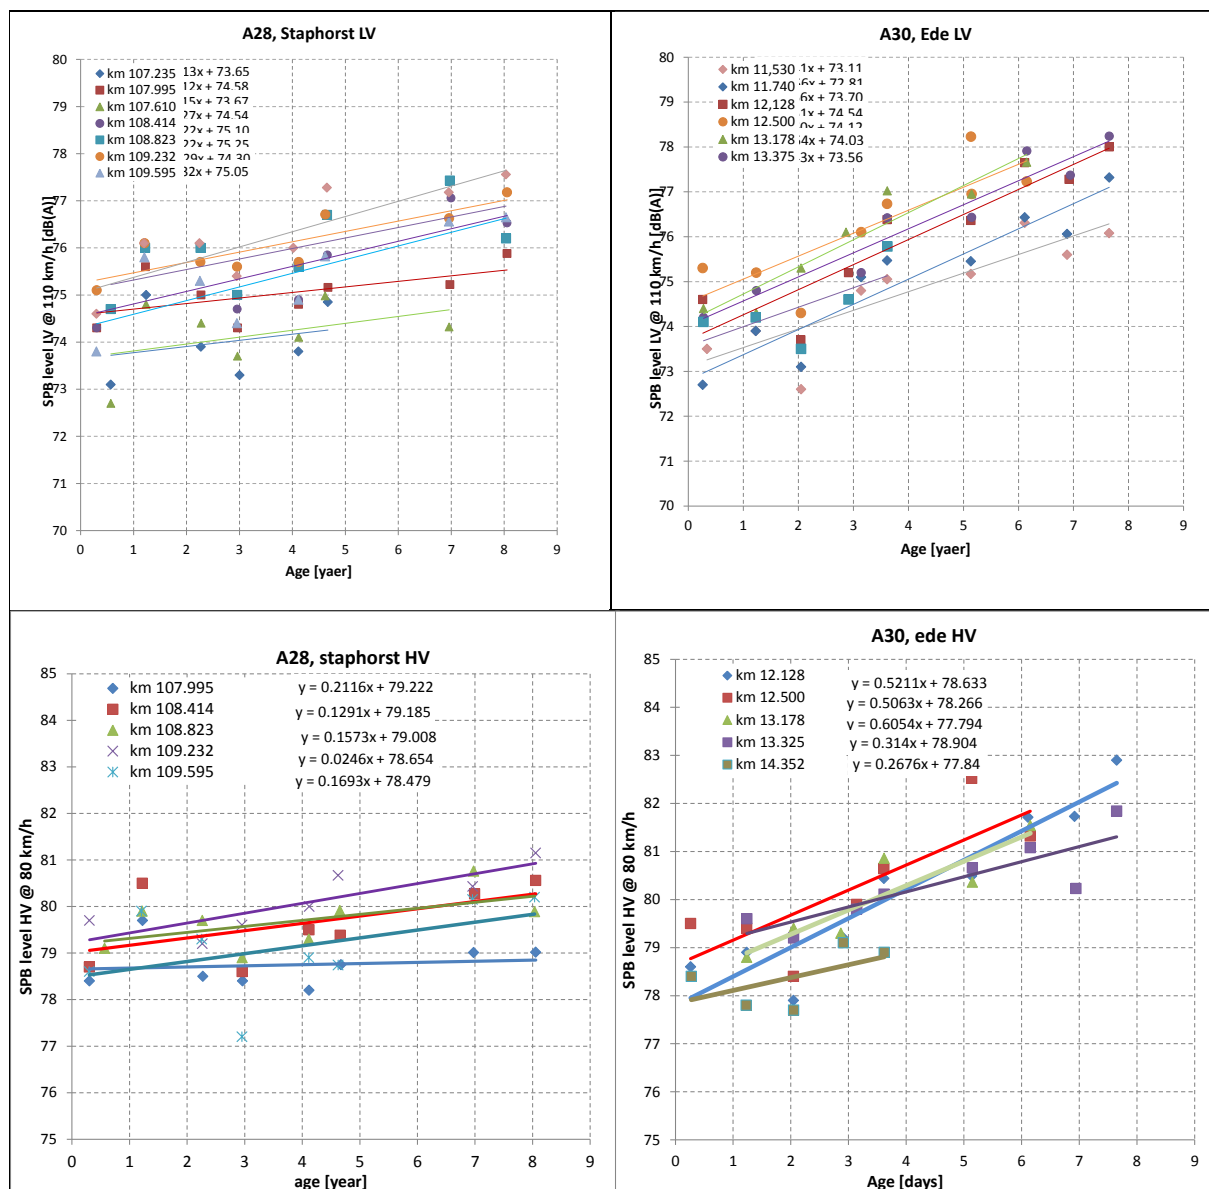 A28, Staphorst LV
80
79
78
77
76
75
74
73
72
71
70
SPB level LV @ 110 km/h [dB(A)]
km 107.235 13x + 73.65
km 107.995 12x + 74.58
km 107.610 15x + 73.67
km 108.414 27x + 74.54
km 108.823 22x + 75.10
22x + 75.25
km 109.232 29x + 74.30
km 109.595 32x + 75.05
0 1 2 3 4 5 6 7 8 9
Age [yaer]
A30, Ede LV
80
79
78
77
76
75
74
73
72
71
70
SPB level LV @ 110 km/h [dB(A)]
km 11,530 1x + 73.11
km 11.740 6x + 72.81
km 12,128 6x + 73.70
km 12.500 1x + 74.54
0x + 74.12
km 13.178 4x + 74.03
km 13.375 3x + 73.56
0 1 2 3 4 5 6 7 8 9
Age [yaer]
A28, staphorst HV
85
84
83
82
81
80
79
78
77
76
75
SPB level HV @ 80 km/h
km 107.995
km 108.414
km 108.823
km 109.232
km 109.595
y = 0.2116x + 79.222
y = 0.1291x + 79.185
y = 0.1573x + 79.008
y = 0.0246x + 78.654
y = 0.1693x + 78.479
0 1 2 3 4 5 6 7 8 9
age [year]
A30, ede HV
85
84
83
82
81
80
79
78
77
76
75
SPB level HV @ 80 km/h
km 12.128
km 12.500
km 13.178
km 13.325
km 14.352
y = 0.5211x + 78.633
y = 0.5063x + 78.266
y = 0.6054x + 77.794
y = 0.314x + 78.904
y = 0.2676x + 77.84
0 1 2 3 4 5 6 7 8 9
Age [days]